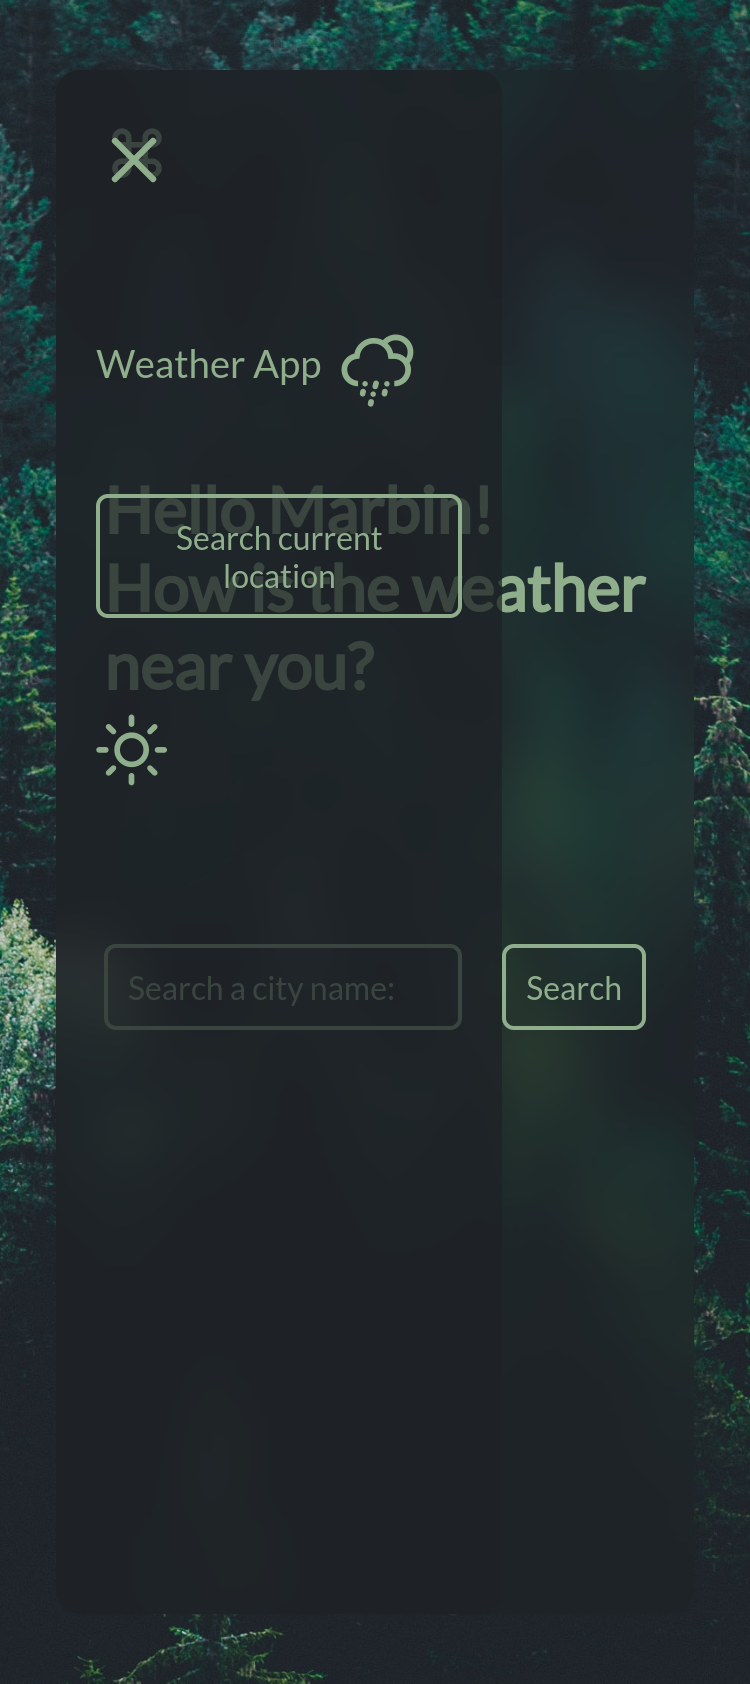 Weather App
Hello Marbin!
Search current
location
How is the weather
near you?
Search a city name:
Search